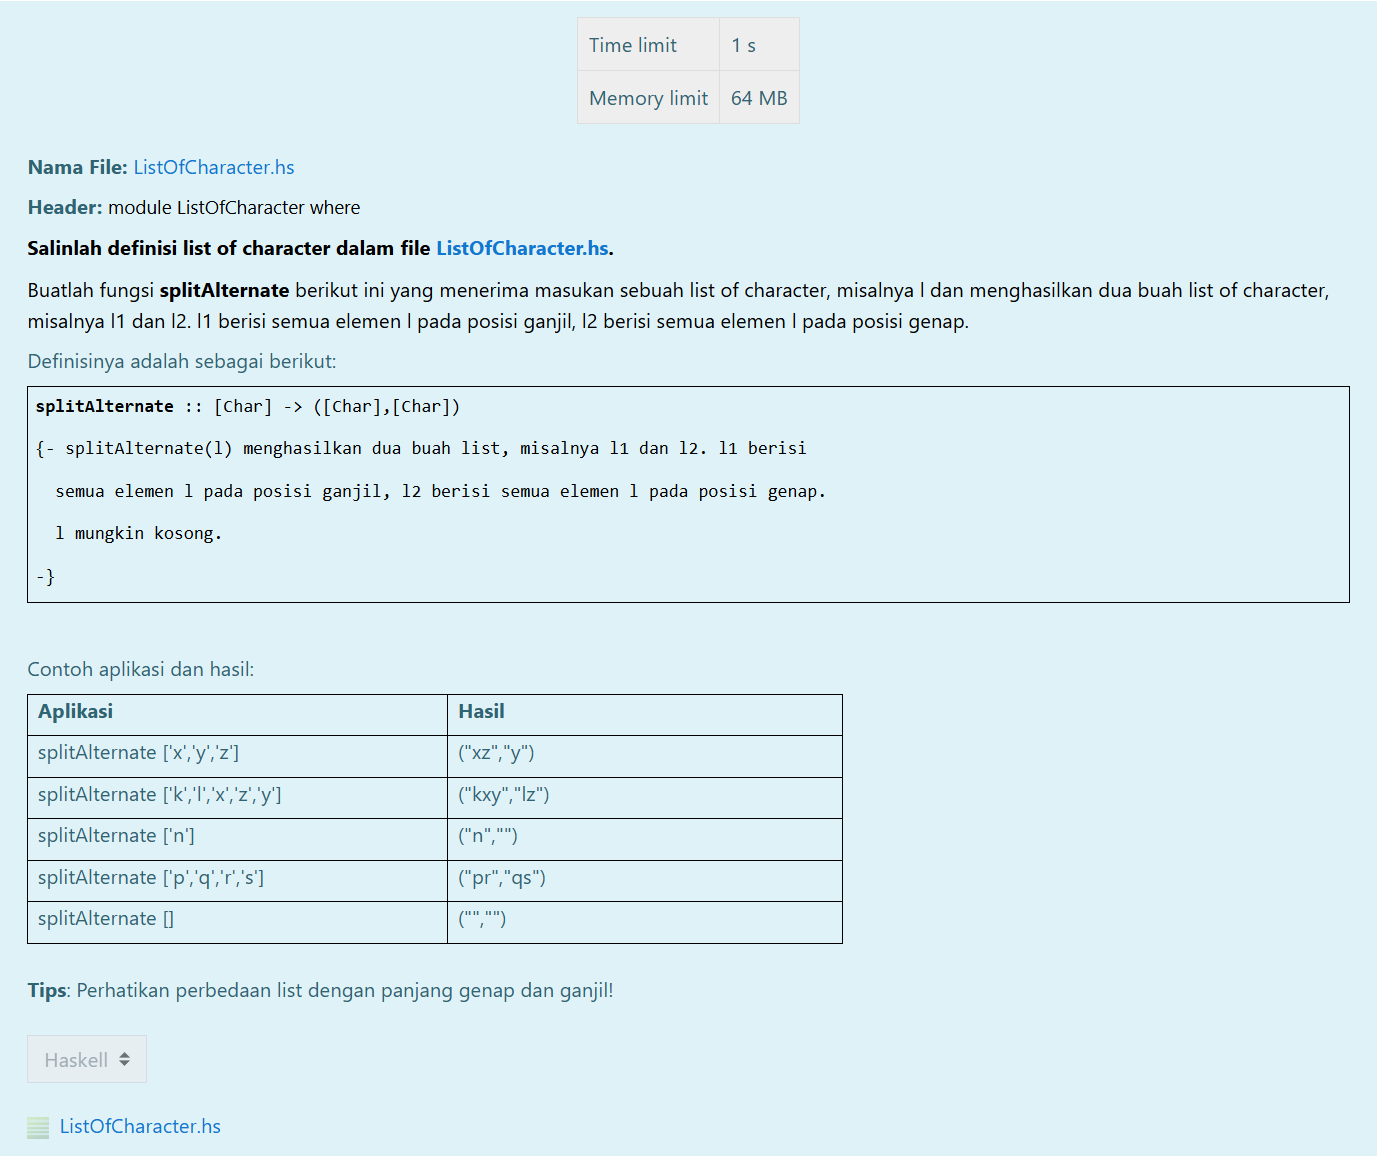 Time limit 1 s
Memory limit 64 MB
Nama File: ListOfCharacter.hs
Header: module ListOfCharacter where
Salinlah definisi list of character dalam file ListOfCharacter.hs.
Buatlah fungsi splitAlternate berikut ini yang menerima masukan sebuah list of character, misalnya l dan menghasilkan dua buah list of character,
misalnya l1 dan l2. l1 berisi semua elemen l pada posisi ganjil, l2 berisi semua elemen l pada posisi genap.
Definisinya adalah sebagai berikut:
splitAlternate :: [Char] -> ([Char],[Char])
{- splitAlternate(l) menghasilkan dua buah list, misalnya l1 dan l2. l1 berisi
semua elemen l pada posisi ganjil, l2 berisi semua elemen l pada posisi genap.
l mungkin kosong.
-}
Contoh aplikasi dan hasil:
Aplikasi Hasil
splitAlternate ['x','y','z'] ("xz","y")
splitAlternate ['k','l','x','z','y'] ("kxy","lz")
splitAlternate ['n'] ("n","")
splitAlternate ['p','q','r','s'] ("pr","qs")
splitAlternate [] ("","")
Tips: Perhatikan perbedaan list dengan panjang genap dan ganjil!
Haskell
ListOfCharacter.hs